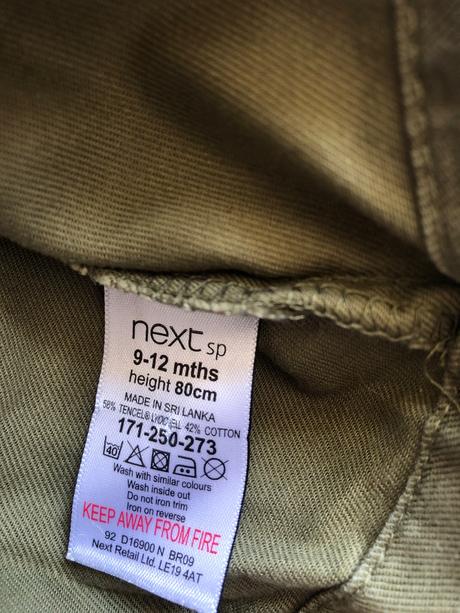 next sp
9-12 mths
height 80cm
MADE IN SRI LANKA
58% TENCEL® LYOCELL 42% COTTON
171-250-273
40
Wash with similar colours
Wash inside out
Do not iron trim
Iron on reverse
KEEP AWAY FROM FIRE
92 D16900 N BR09
Next Retail Ltd. LE19 4AT